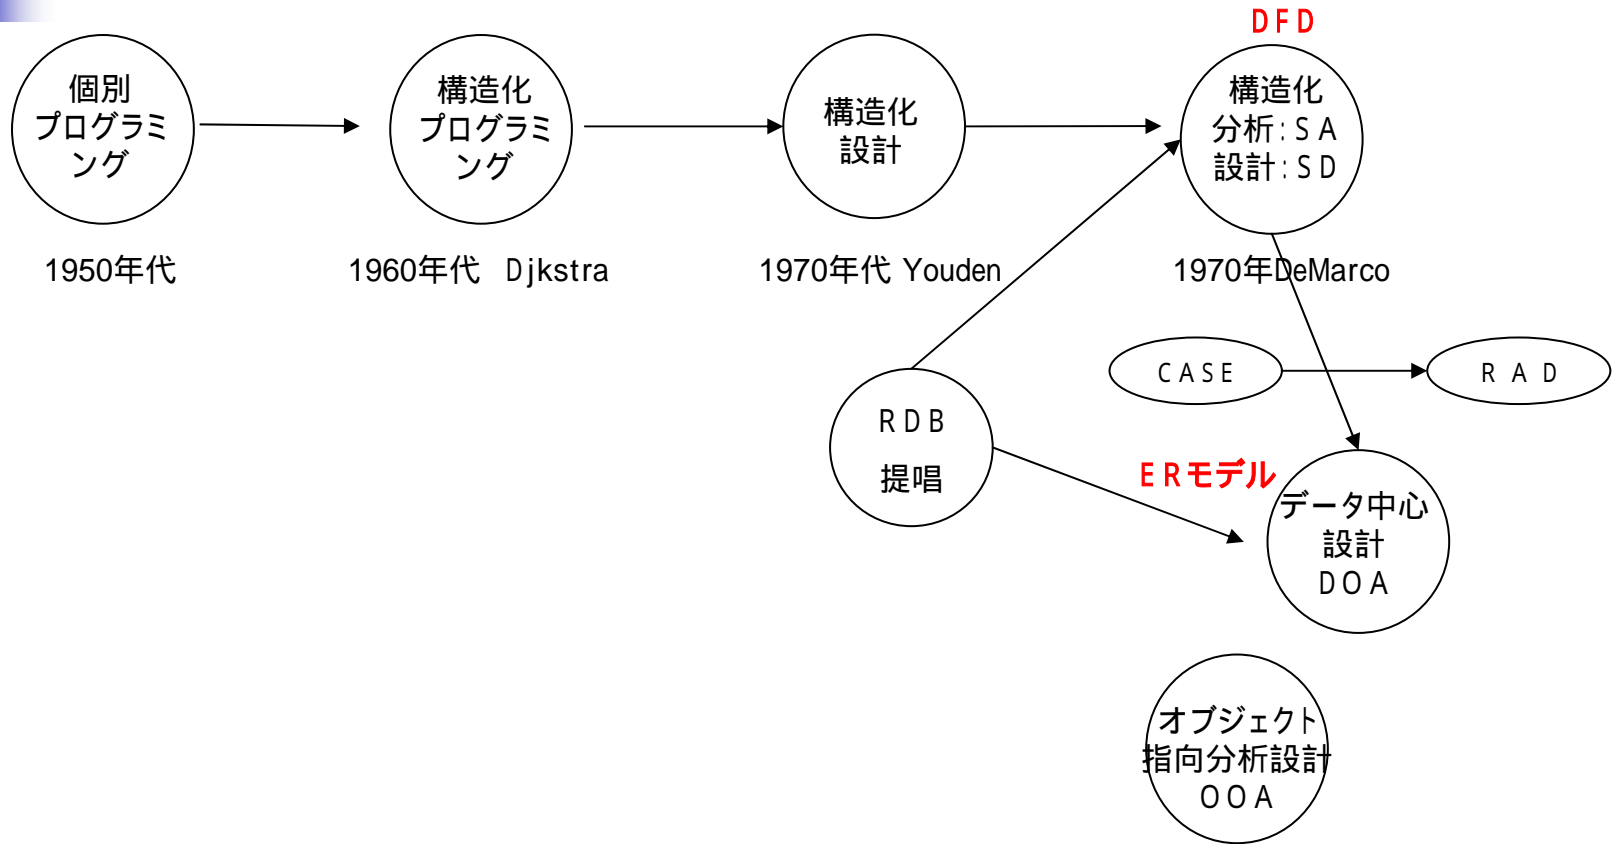 DFD
個別
プログラミ
ング
構造化
プログラミ
ング
構造化
設計
構造化
分析:SA
設計:SD
1950年代
1960年代 Djkstra
1970年代 Youden
1970年DeMarco
CASE
RAD
RDB
提唱
ERモデル
データ中心
設計
DOA
オブジェクト
指向分析設計
OOA